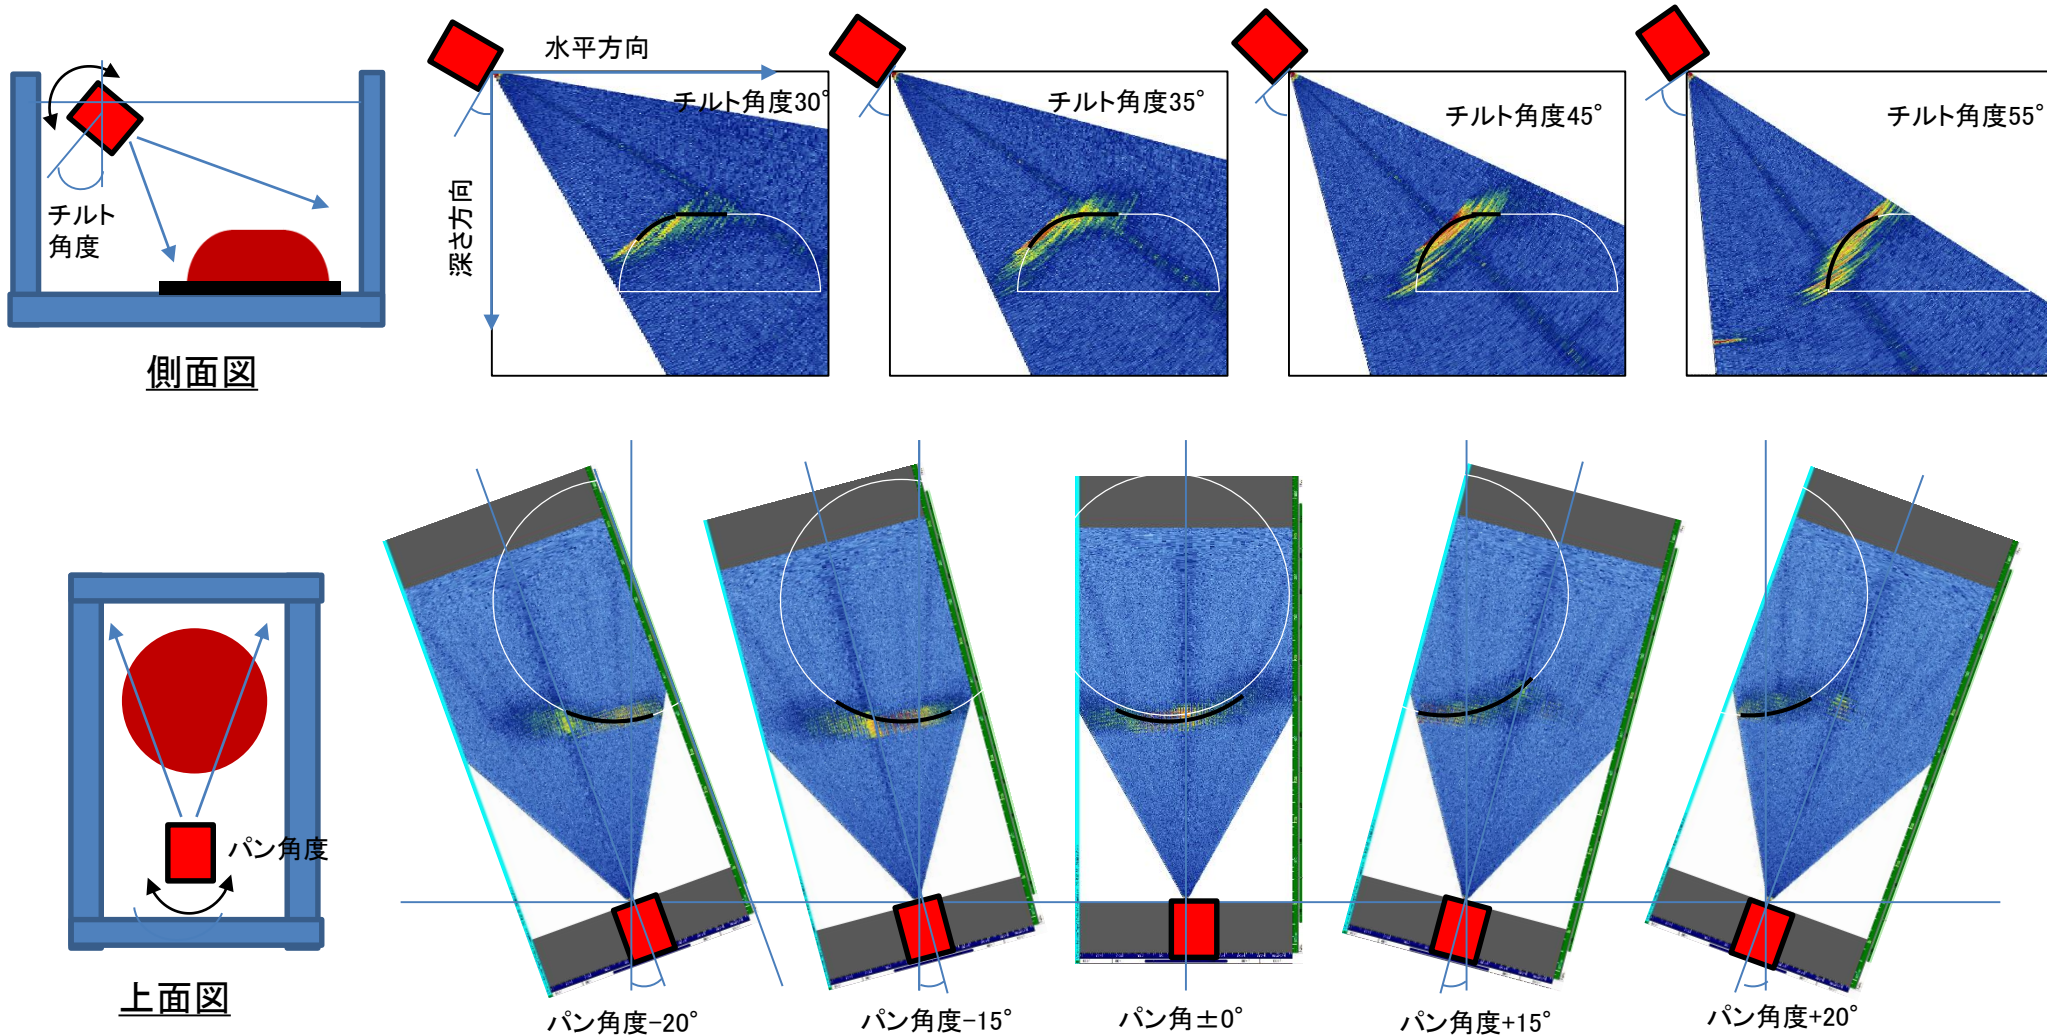 水平方向
チルト角度30°
チルト角度35°
チルト角度45°
チルト角度55°
深さ方向
チルト
角度
側面図
パン角度
上面図
パン角度−20°
パン角度−15°
パン角±0°
パン角度+15°
パン角度+20°